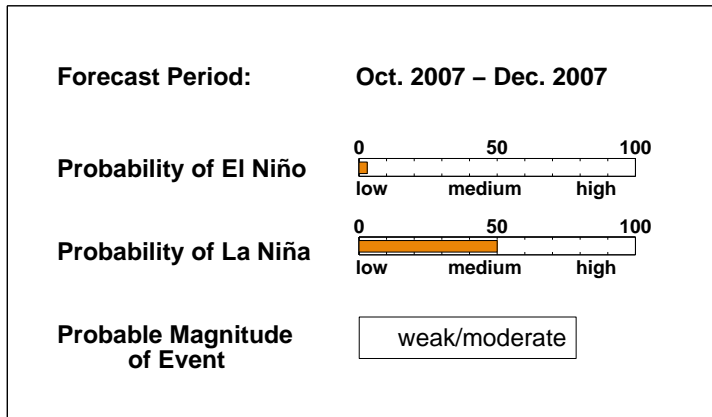 Forecast Period: Oct. 2007 – Dec. 2007
0 50 100
Probability of El Niño
low medium high
0 50 100
Probability of La Niña
low medium high
Probable Magnitude
of Event
weak/moderate